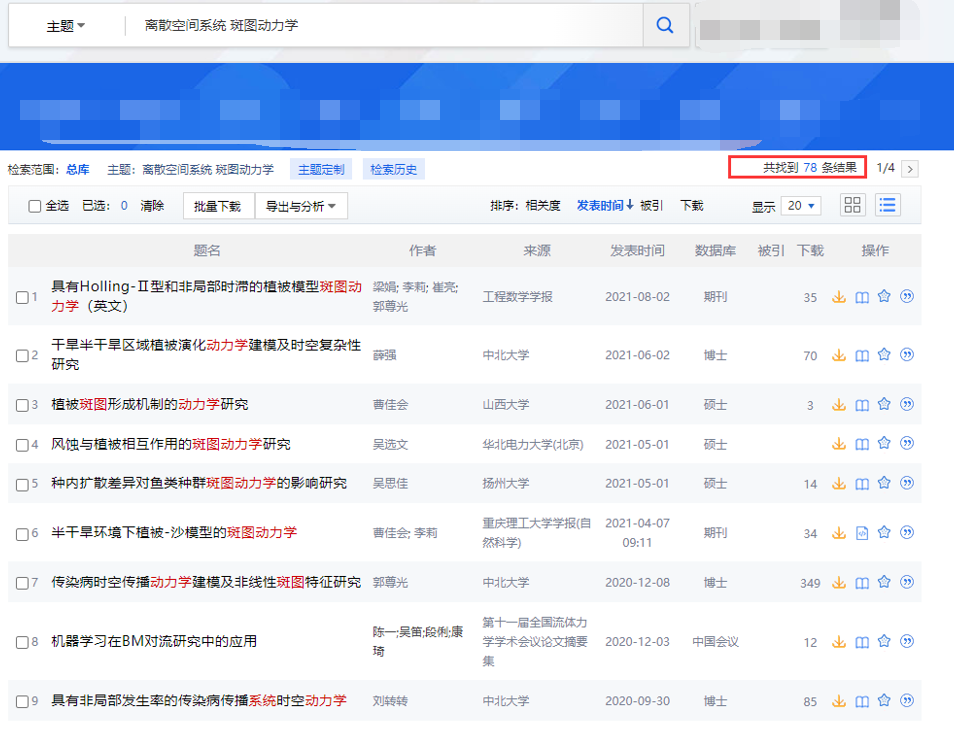 主题 离散空间系统 斑图动力学
检索范围：总库 主题：离散空间系统 斑图动力学 主题定制 检索历史 共找到 78 条结果 1/4
全选 已选：0 清除 批量下载 导出与分析 排序：相关度 发表时间↓ 被引 下载 显示 20
题名 作者 来源 发表时间 数据库 被引 下载 操作
1 具有Holling-Ⅱ型和非局部时滞的植被模型斑图动
力学（英文）
梁娟; 李莉; 崔亮;
郭尊光
工程数学学报 2021-08-02 期刊 35
2 干旱半干旱区域植被演化动力学建模及时空复杂性
研究
薛强 中北大学 2021-06-02 博士 70
3 植被斑图形成机制的动力学研究 曹佳会 山西大学 2021-06-01 硕士 3
4 风蚀与植被相互作用的斑图动力学研究 吴选文 华北电力大学(北京) 2021-05-01 硕士
5 种内扩散差异对鱼类种群斑图动力学的影响研究 吴思佳 扬州大学 2021-05-01 硕士 14
6 半干旱环境下植被-沙模型的斑图动力学 曹佳会; 李莉
重庆理工大学学报(自
然科学)
2021-04-07
09:11
期刊 34
7 传染病时空传播动力学建模及非线性斑图特征研究 郭尊光 中北大学 2020-12-08 博士 349
8 机器学习在BM对流研究中的应用
陈一;吴笛;段俐;康
琦
第十一届全国流体力
学学术会议论文摘要
集
2020-12-03 中国会议 12
9 具有非局部发生率的传染病传播系统时空动力学 刘转转 中北大学 2020-09-30 博士 85